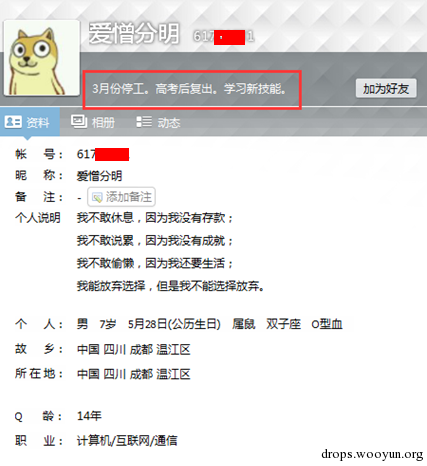 爱憎分明 617 1
3月份停工。高考后复出。学习新技能。
加为好友
资料 相册 动态
帐 号： 617
昵 称： 爱憎分明
备 注： - 添加备注
个人说明 我不敢休息，因为我没有存款；
我不敢说累，因为我没有成就；
我不敢偷懒，因为我还要生活；
我能放弃选择，但是我不能选择放弃。
个 人： 男 7岁 5月28日(公历生日) 属鼠 双子座 O型血
故 乡： 中国 四川 成都 温江区
所在地： 中国 四川 成都 温江区
Q 龄： 14年
职 业： 计算机/互联网/通信
drops.wooyun.org